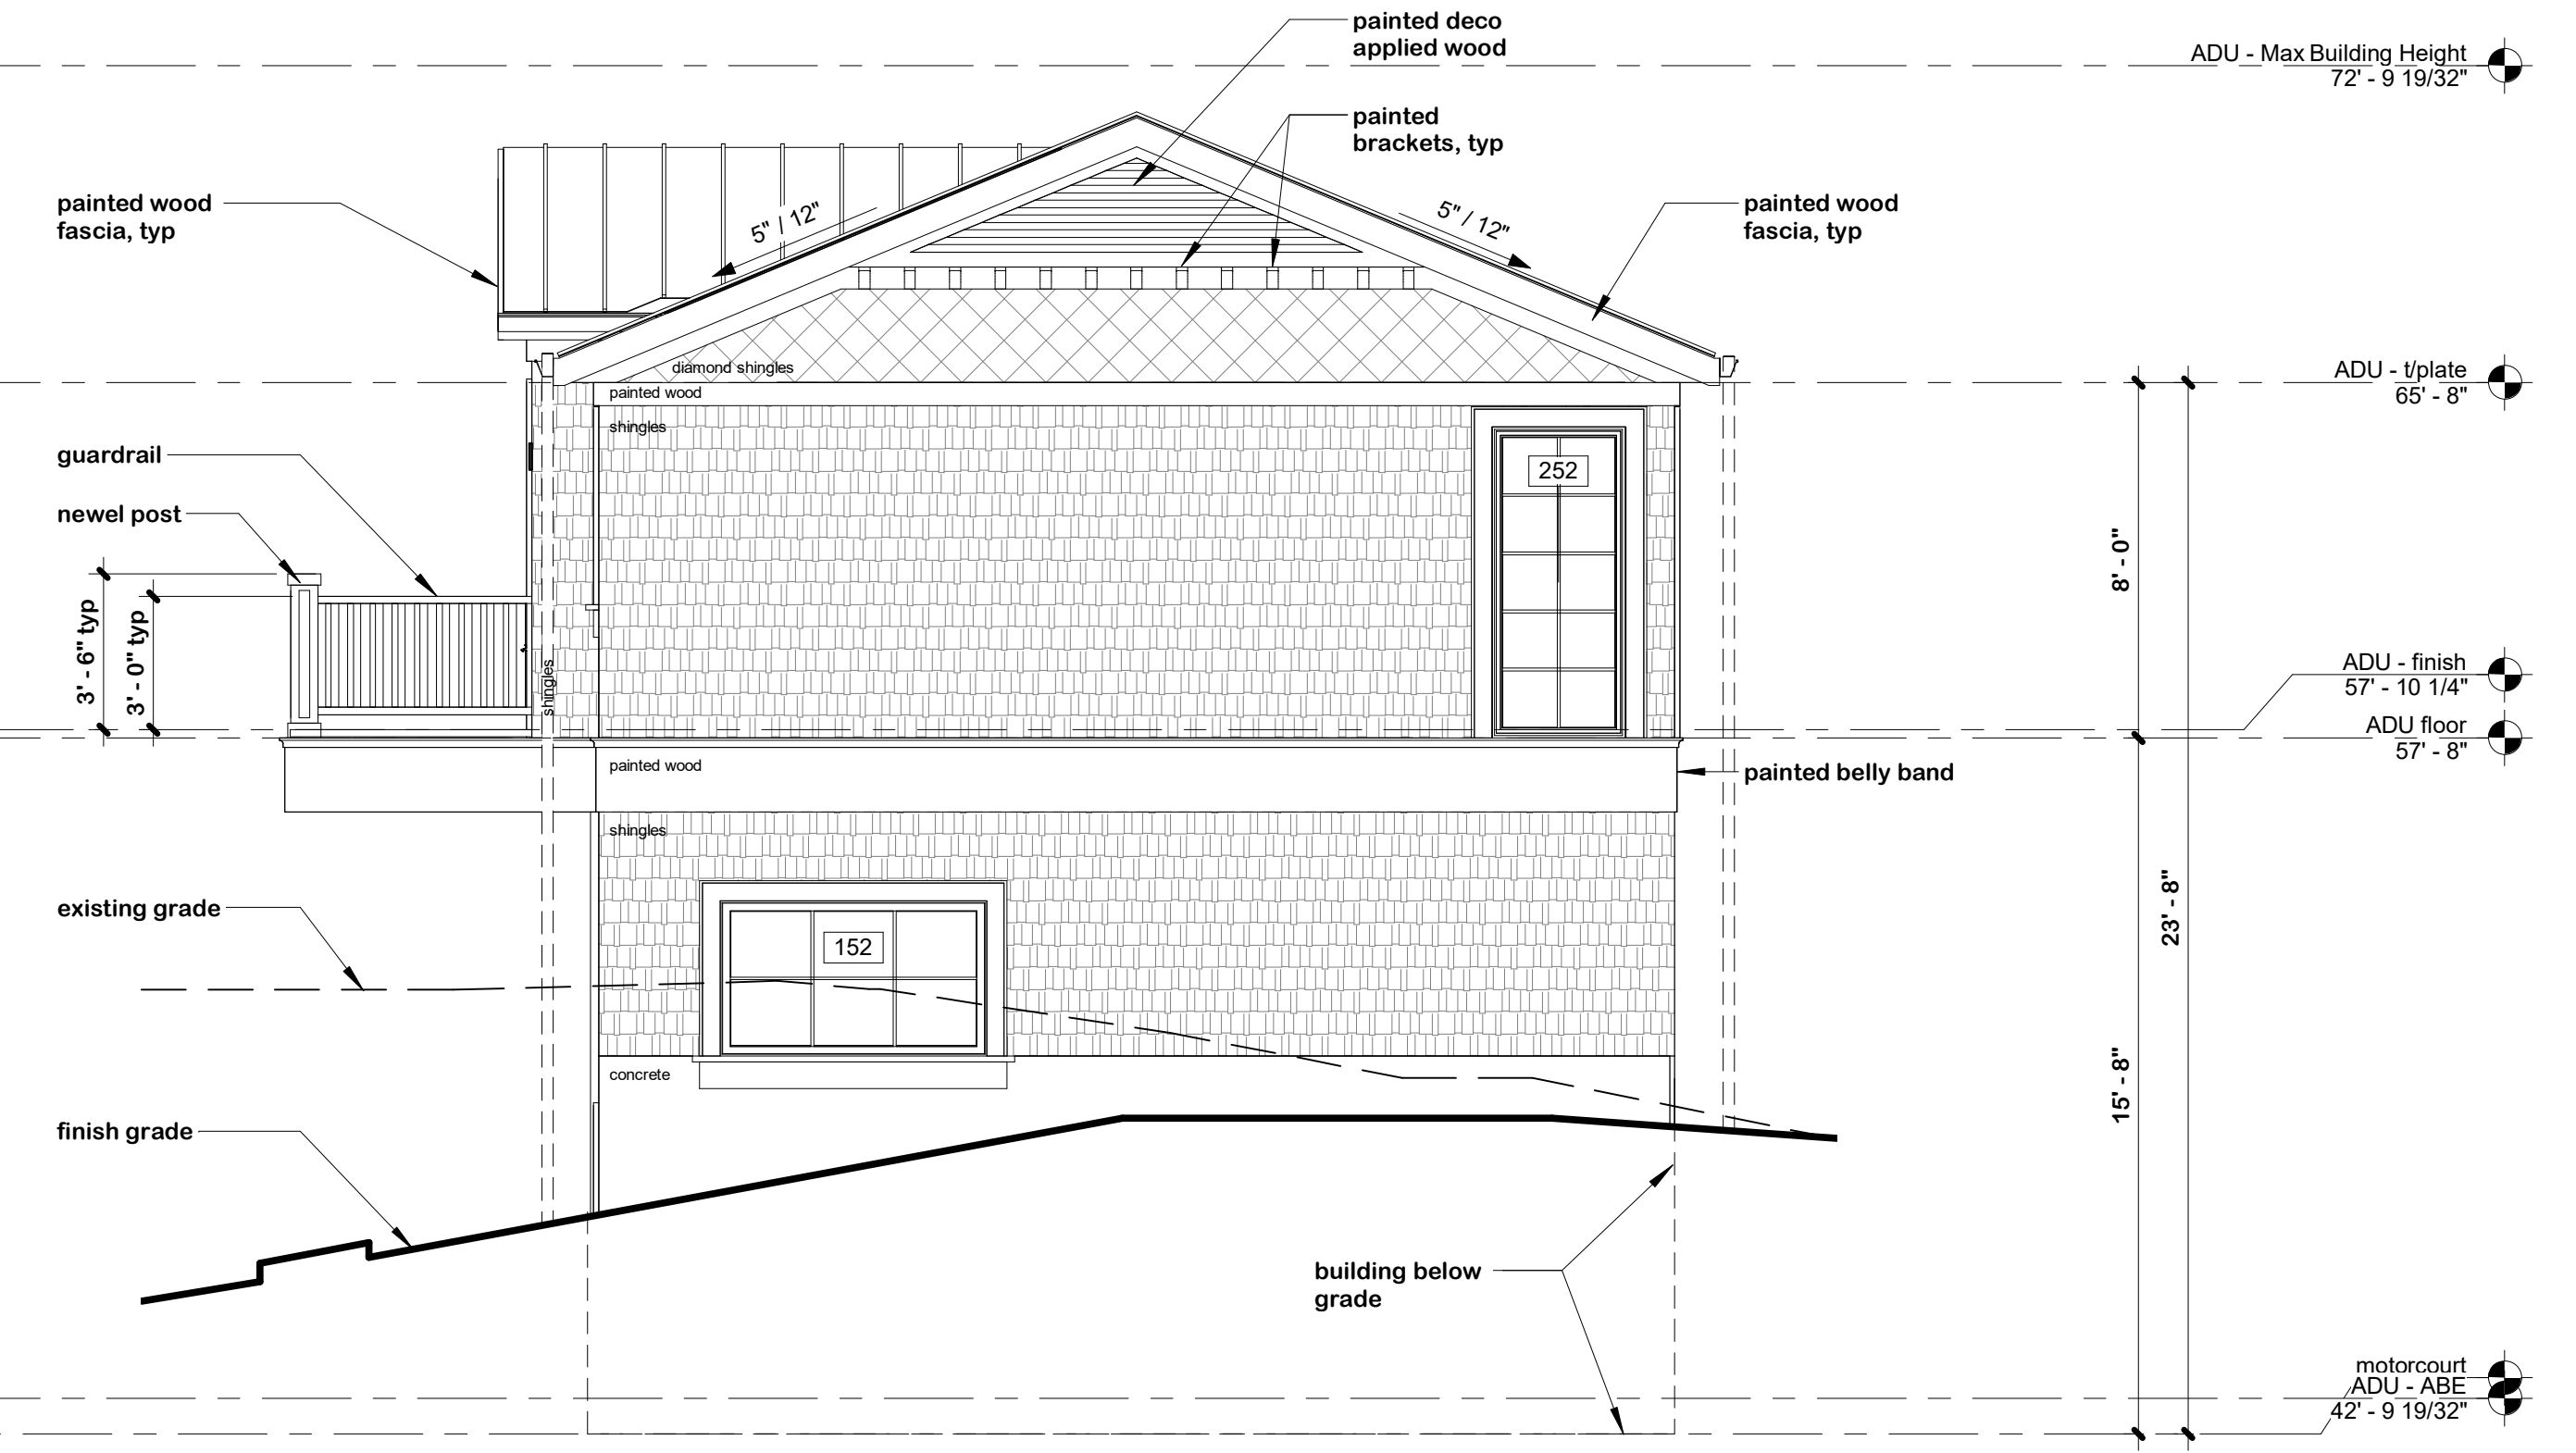 painted deco
applied wood
ADU - Max Building Height
72' - 9 19/32"
painted
brackets, typ
painted wood
fascia, typ
5" / 12"
5" / 12"
painted wood
fascia, typ
diamond shingles
ADU - t/plate
65' - 8"
painted wood
shingles
guardrail
252
newel post
8' - 0"
3' - 6" typ
3' - 0" typ
shingles
ADU - finish
57' - 10 1/4"
ADU floor
57' - 8"
painted wood
painted belly band
shingles
existing grade
152
23' - 8"
concrete
15' - 8"
finish grade
building below
grade
motorcourt
ADU - ABE
42' - 9 19/32"